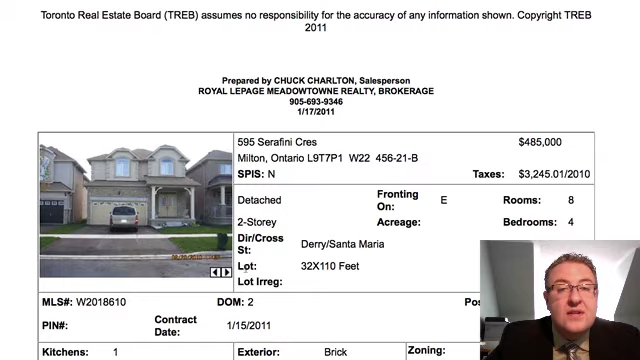 Toronto Real Estate Board (TREB) assumes no responsibility for the accuracy of any information shown. Copyright TREB
2011
Prepared by CHUCK CHARLTON, Salesperson
ROYAL LEPAGE MEADOWTOWNE REALTY, BROKERAGE
905-693-9346
1/17/2011
595 Serafini Cres $485,000
Milton, Ontario L9T7P1 W22 456-21-B
SPIS: N Taxes: $3,245.01/2010
Detached Fronting On: E Rooms: 8
2-Storey Acreage: Bedrooms: 4
Dir/Cross St: Derry/Santa Maria
Lot: 32X110 Feet
Lot Irreg:
MLS#: W2018610 DOM: 2 Pos
PIN#: Contract Date: 1/15/2011
Kitchens: 1 Exterior: Brick Zoning: